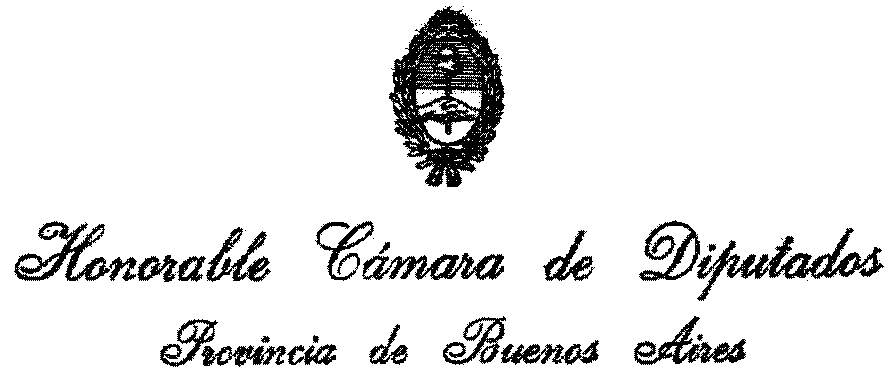 Honorable Cámara de Diputados
Provincia de Buenos Aires